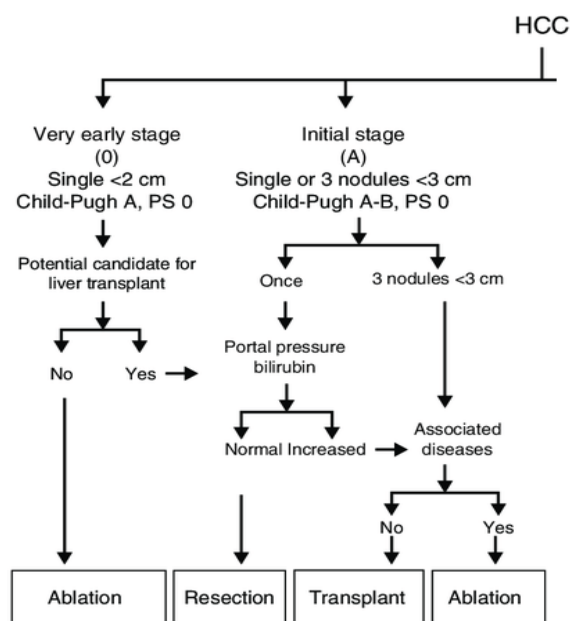 HCC
Very early stage
(0)
Single <2 cm
Child-Pugh A, PS 0
Initial stage
(A)
Single or 3 nodules <3 cm
Child-Pugh A-B, PS 0
Potential candidate for
liver transplant
Once
3 nodules <3 cm
No
Yes
Portal pressure
bilirubin
Normal
Increased
Associated
diseases
No
Yes
Ablation
Resection
Transplant
Ablation